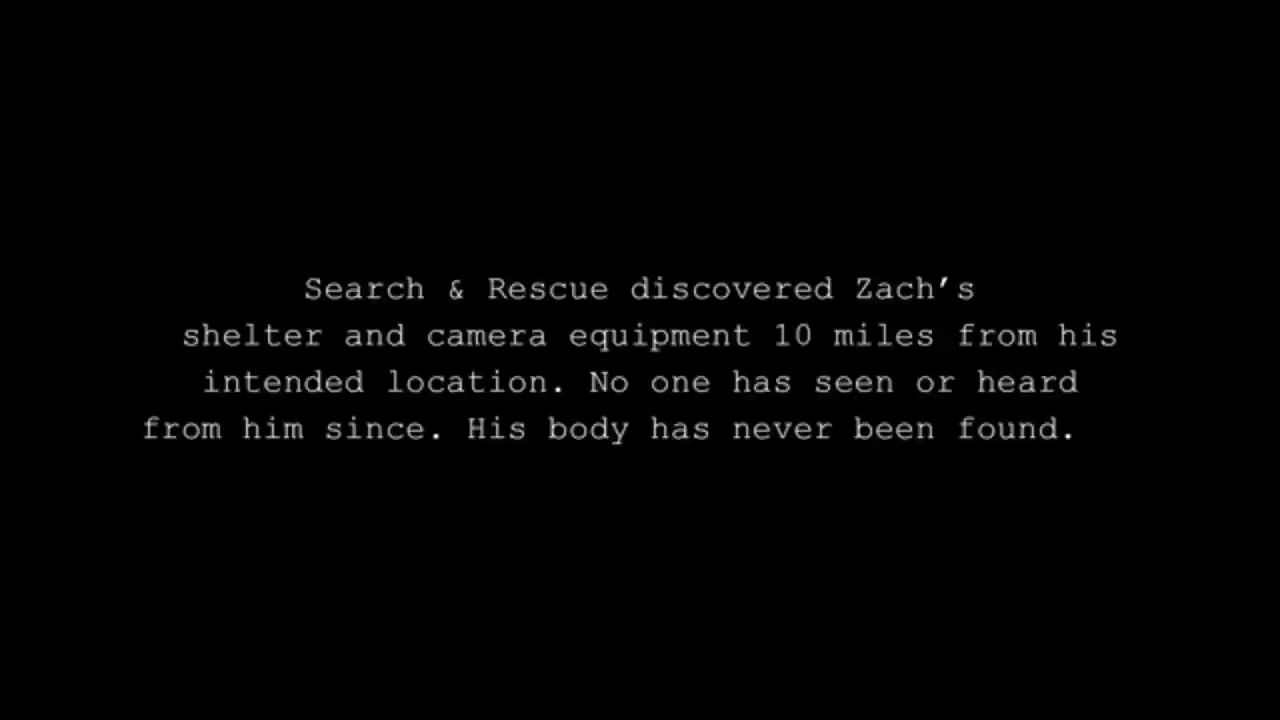 Search & Rescue discovered Zach's
shelter and camera equipment 10 miles from his
intended location. No one has seen or heard
from him since. His body has never been found.